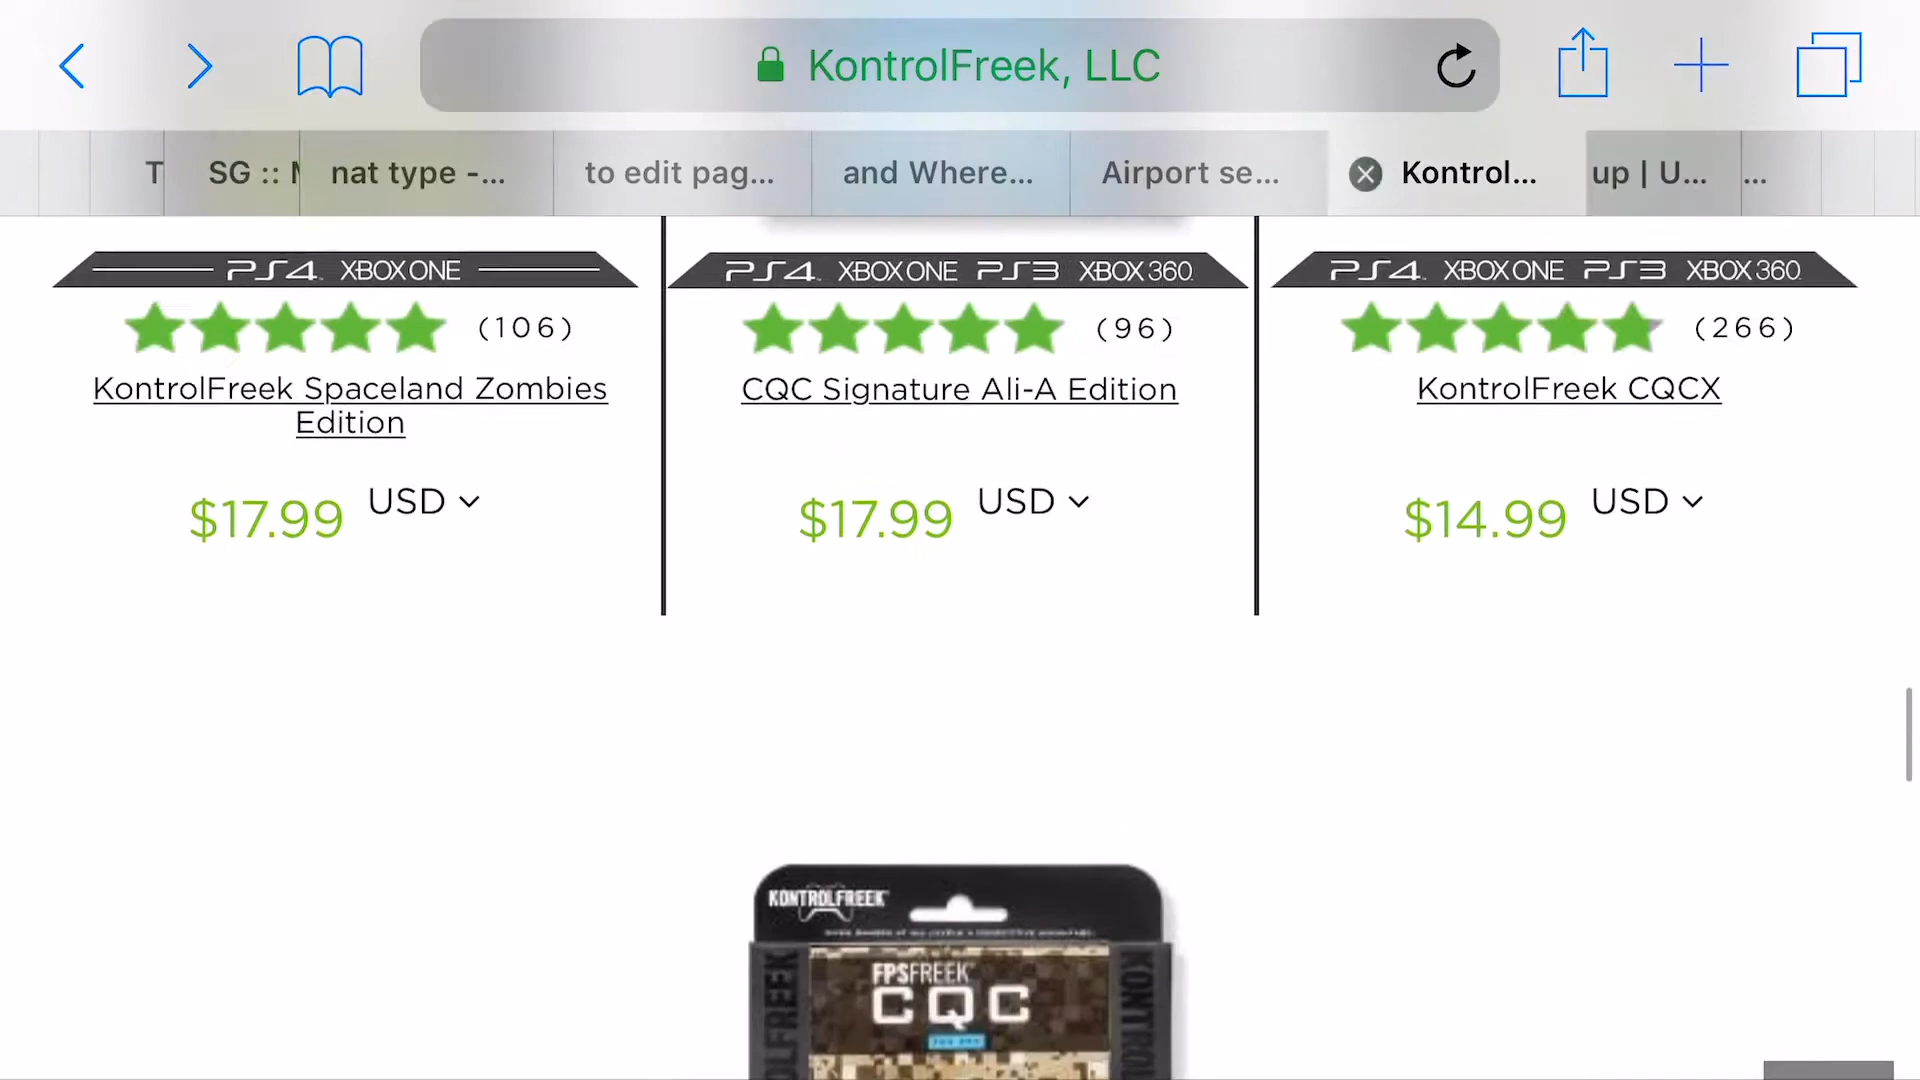 KontrolFreek, LLC
T
SG ::
nat type -...
to edit pag...
and Where...
Airport se...
Kontrol...
up | U...
...
PS4 XBOX ONE
PS4 XBOX ONE PS3 XBOX 360
PS4 XBOX ONE PS3 XBOX 360
(106)
(96)
(266)
KontrolFreek Spaceland Zombies
Edition
CQC Signature Ali-A Edition
KontrolFreek CQCX
$17.99 USD
$17.99 USD
$14.99 USD
KONTROLFREEK
FPSFREEK
CQC